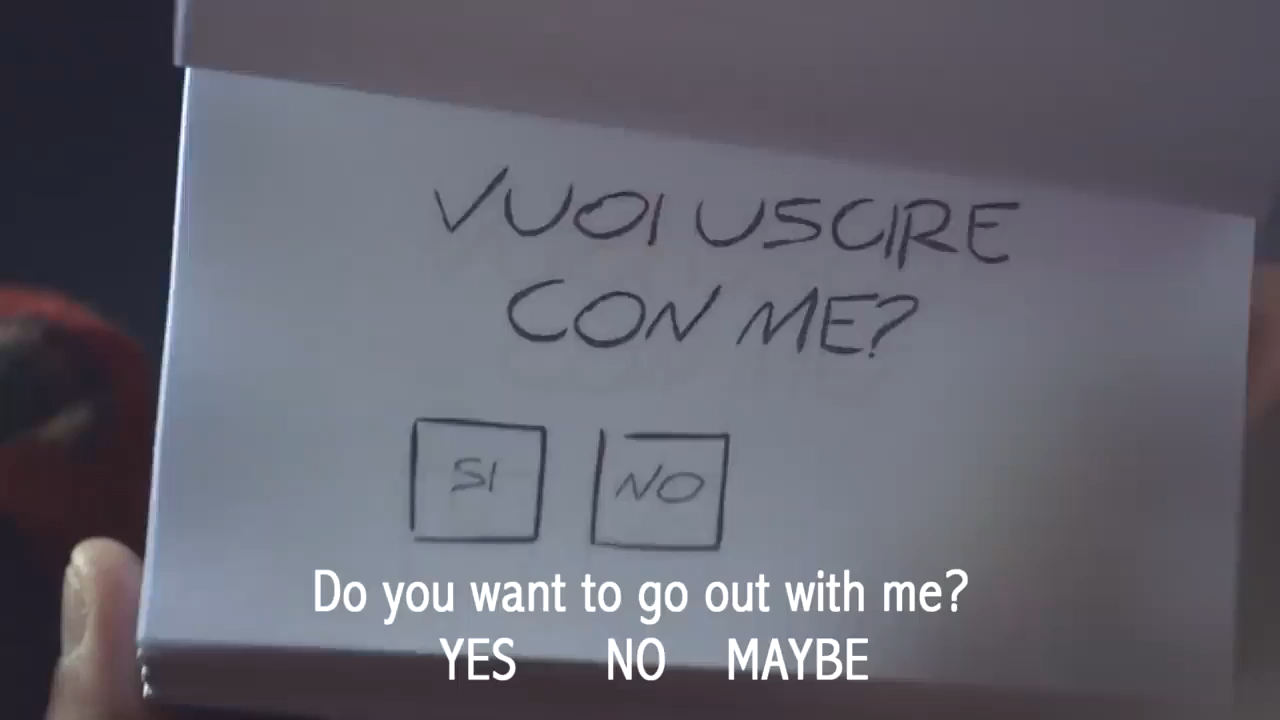 VUOI USCIRE
CON ME?
SI NO
Do you want to go out with me?
YES NO MAYBE